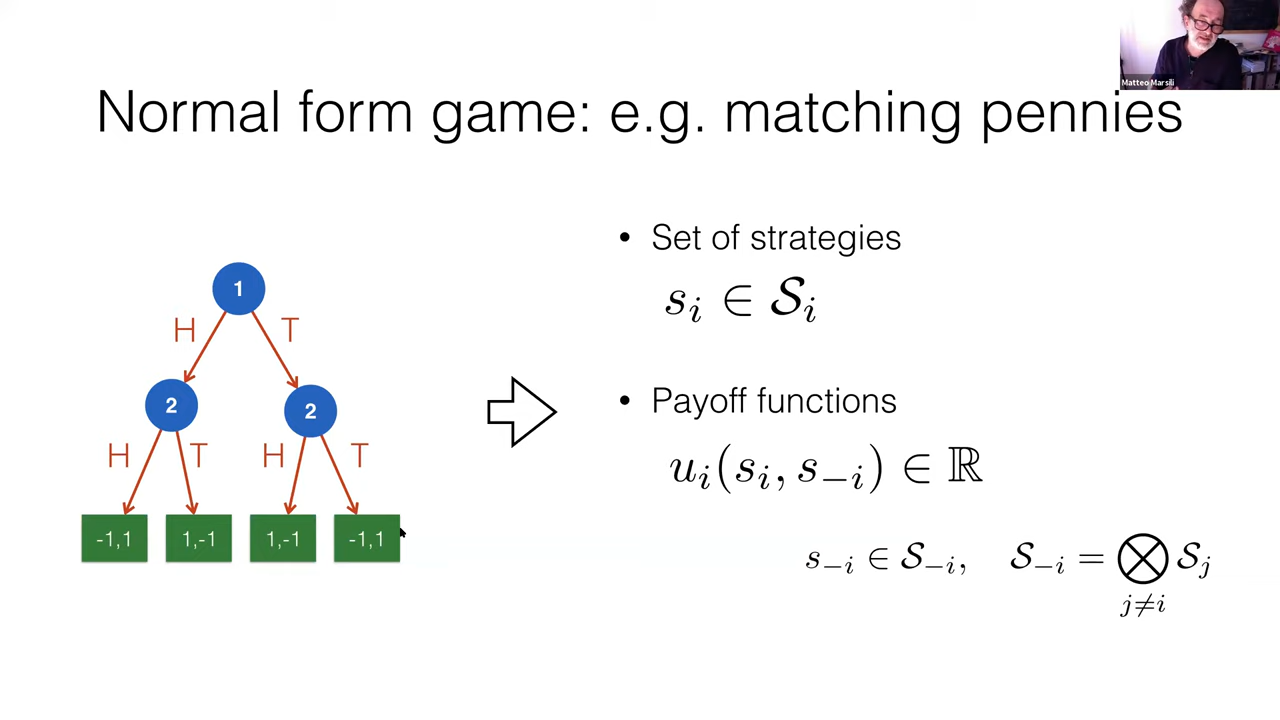 Matteo Marsili
Normal form game: e.g. matching pennies
1
H T
2 2
H T H T
-1,1 1,-1 1,-1 -1,1
• Set of strategies
s_i ∈ 𝒮_i
• Payoff functions
u_i(s_i, s_{−i}) ∈ ℝ
s_{−i} ∈ 𝒮_{−i}, 𝒮_{−i} = ⨂_{j≠i} 𝒮_j